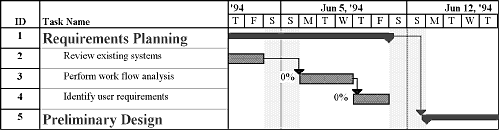 '94 Jun 5, '94 Jun 12, '94
ID Task Name T F S S M T W T F S S M T W T
1 Requirements Planning
2 Review existing systems
3 Perform work flow analysis 0%
4 Identify user requirements 0%
5 Preliminary Design